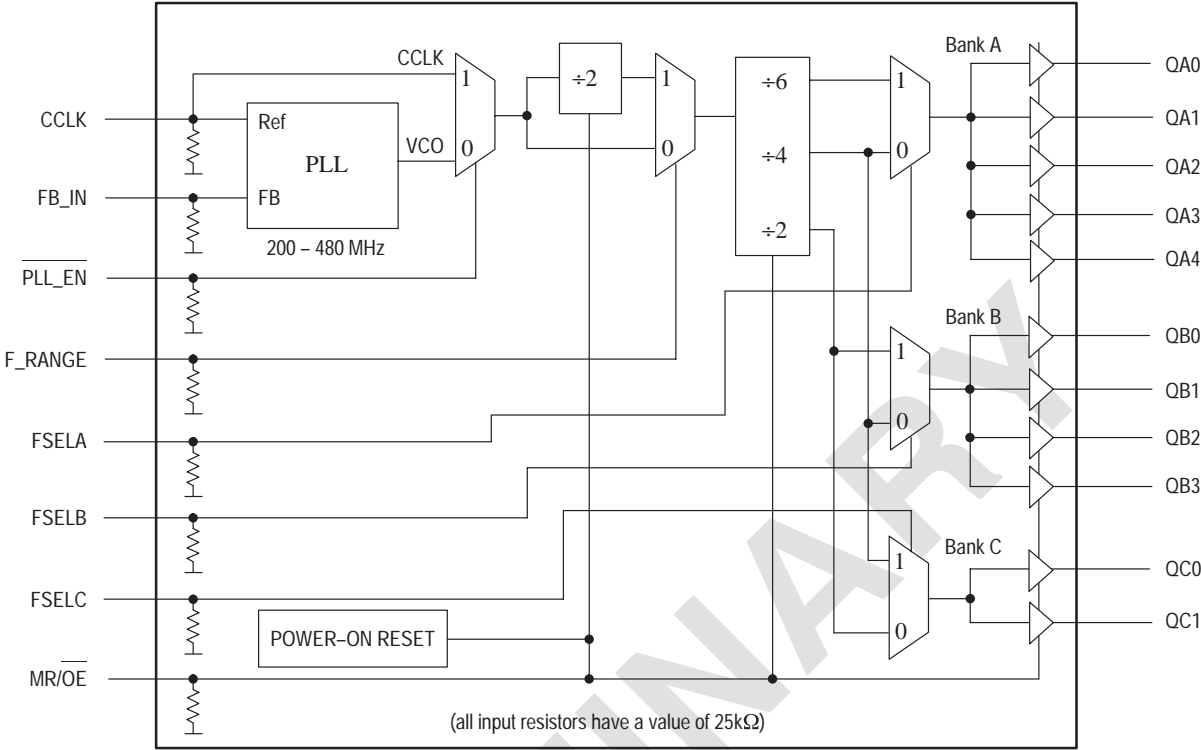 CCLK
FB_IN
PLL_EN
F_RANGE
FSELA
FSELB
FSELC
MR/OE
CCLK
Ref
PLL
FB
VCO
200 – 480 MHz
1
0
÷2
1
0
÷6
÷4
÷2
1
0
Bank A
1
0
Bank B
1
0
Bank C
QA0
QA1
QA2
QA3
QA4
QB0
QB1
QB2
QB3
QC0
QC1
POWER–ON RESET
(all input resistors have a value of 25kΩ)
INARY